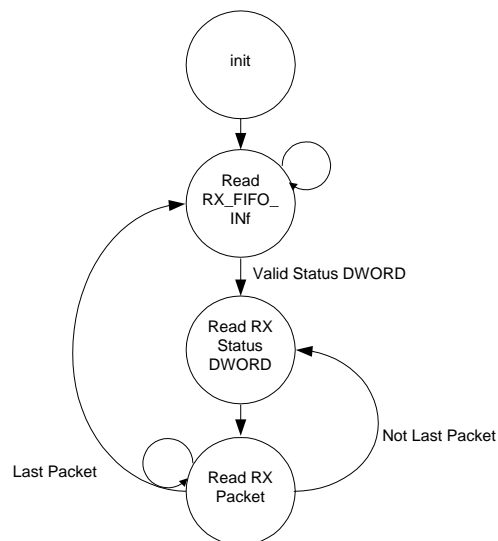 init
Read
RX_FIFO_
INf
Valid Status DWORD
Read RX
Status
DWORD
Not Last Packet
Last Packet
Read RX
Packet